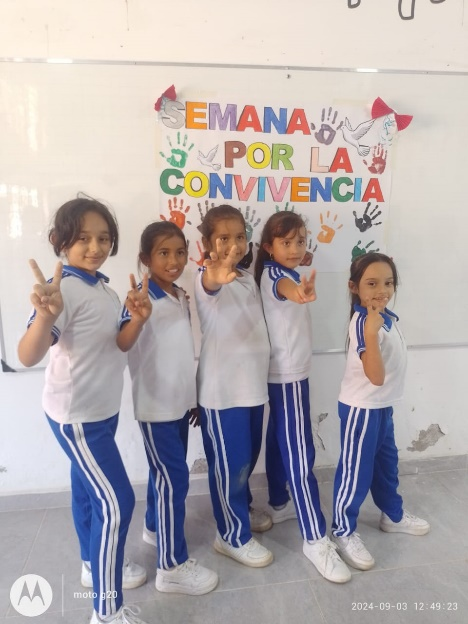 SEMANA
POR LA
CONVIVENCIA
moto g20
2024-09-03 12:49:23